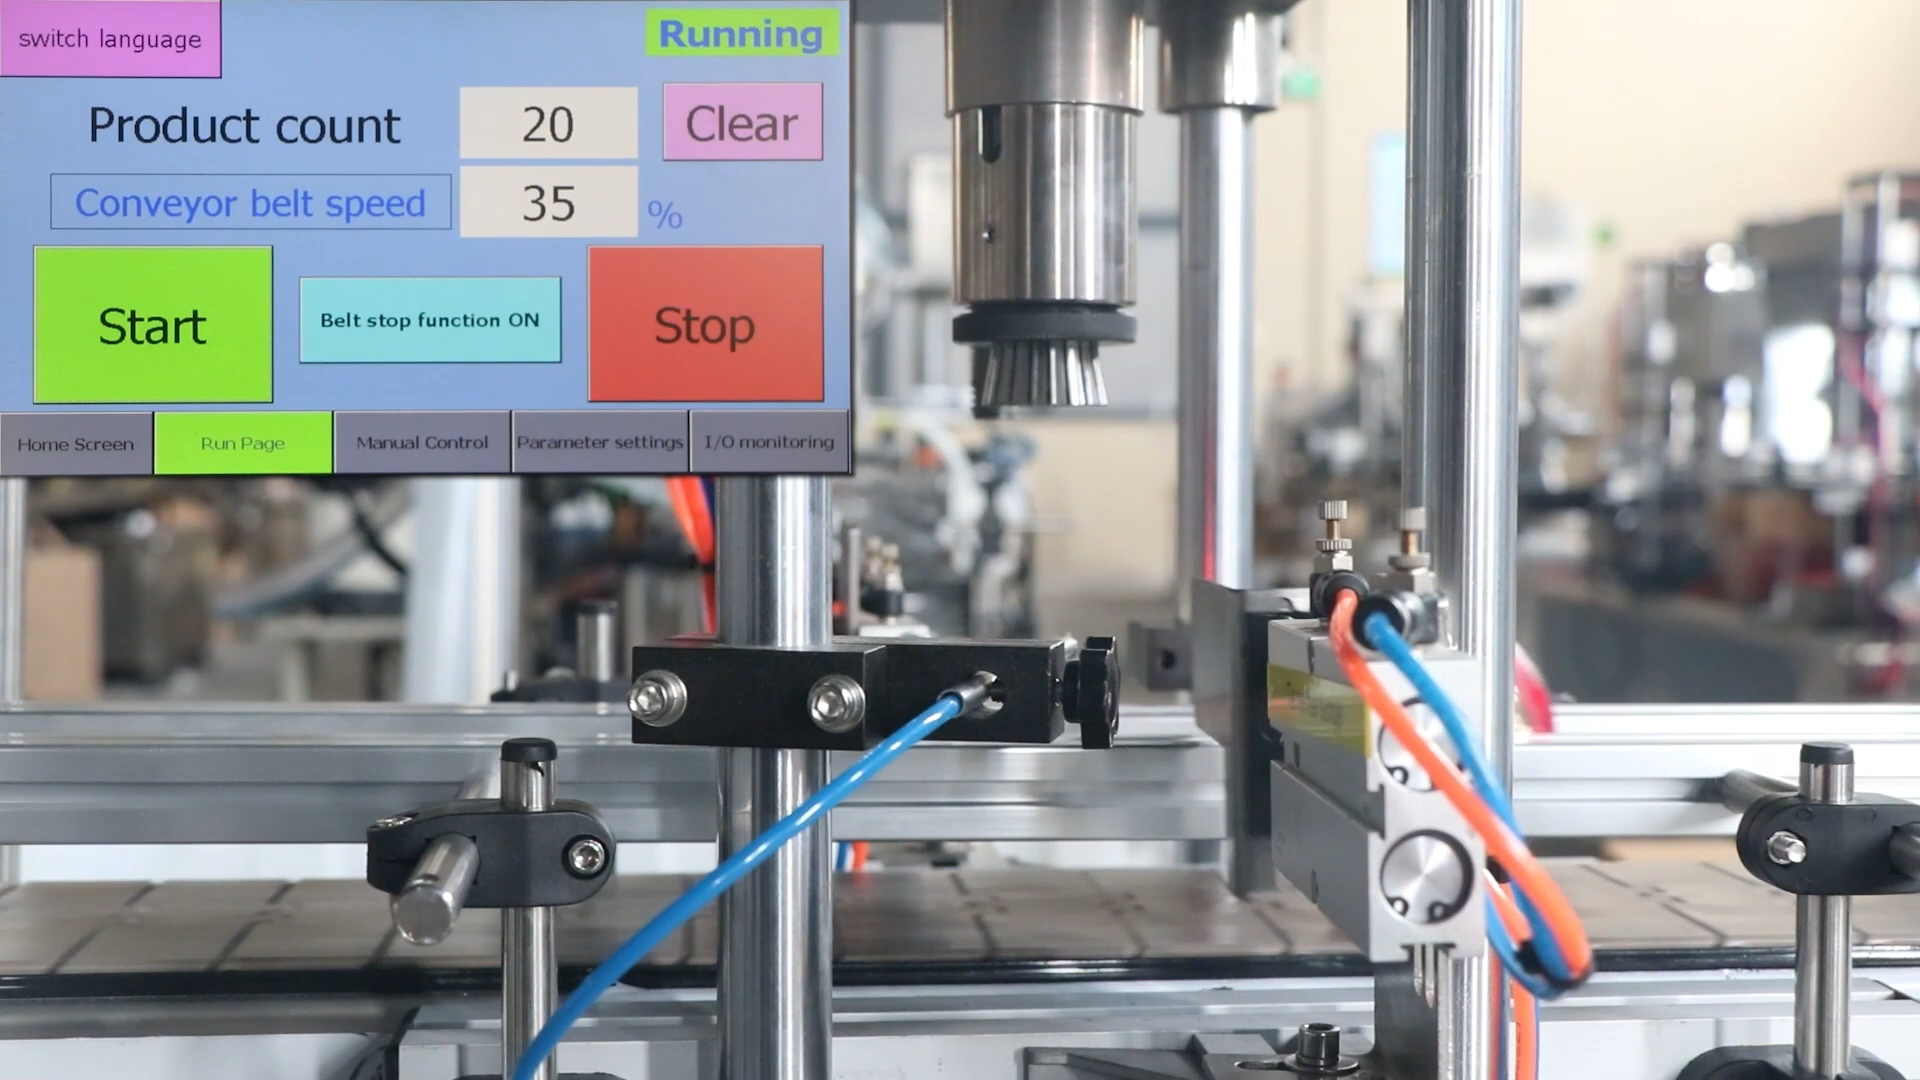 switch language
Running
Product count 20 Clear
Conveyor belt speed 35 %
Start
Belt stop function ON
Stop
Home Screen
Run Page
Manual Control
Parameter settings
I/O monitoring